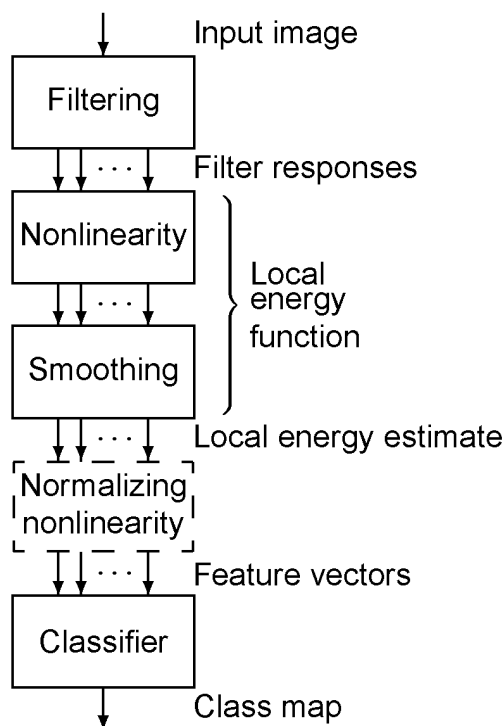 Input image
Filtering
. . .
Filter responses
Nonlinearity
Local
energy
function
. . .
Smoothing
. . .
Local energy estimate
Normalizing
nonlinearity
. . .
Feature vectors
Classifier
Class map